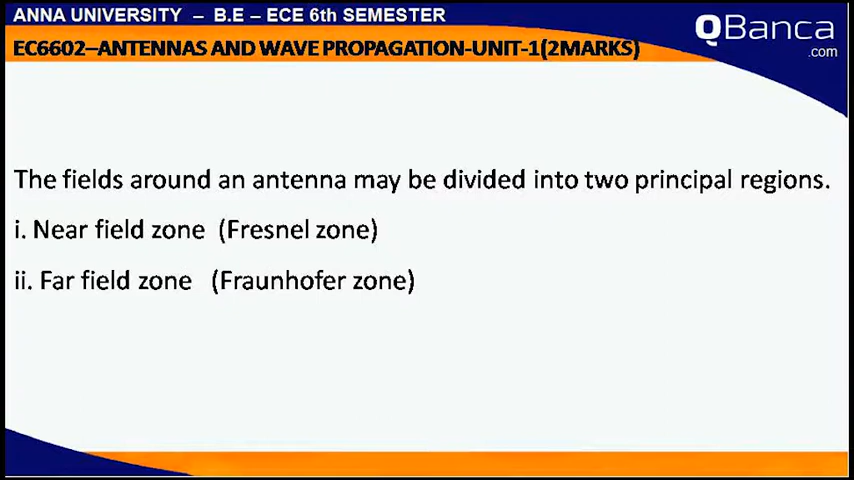 ANNA UNIVERSITY – B.E – ECE 6th SEMESTER
EC6602–ANTENNAS AND WAVE PROPAGATION-UNIT-1(2MARKS)
QBanca
.com
The fields around an antenna may be divided into two principal regions.
i. Near field zone (Fresnel zone)
ii. Far field zone (Fraunhofer zone)